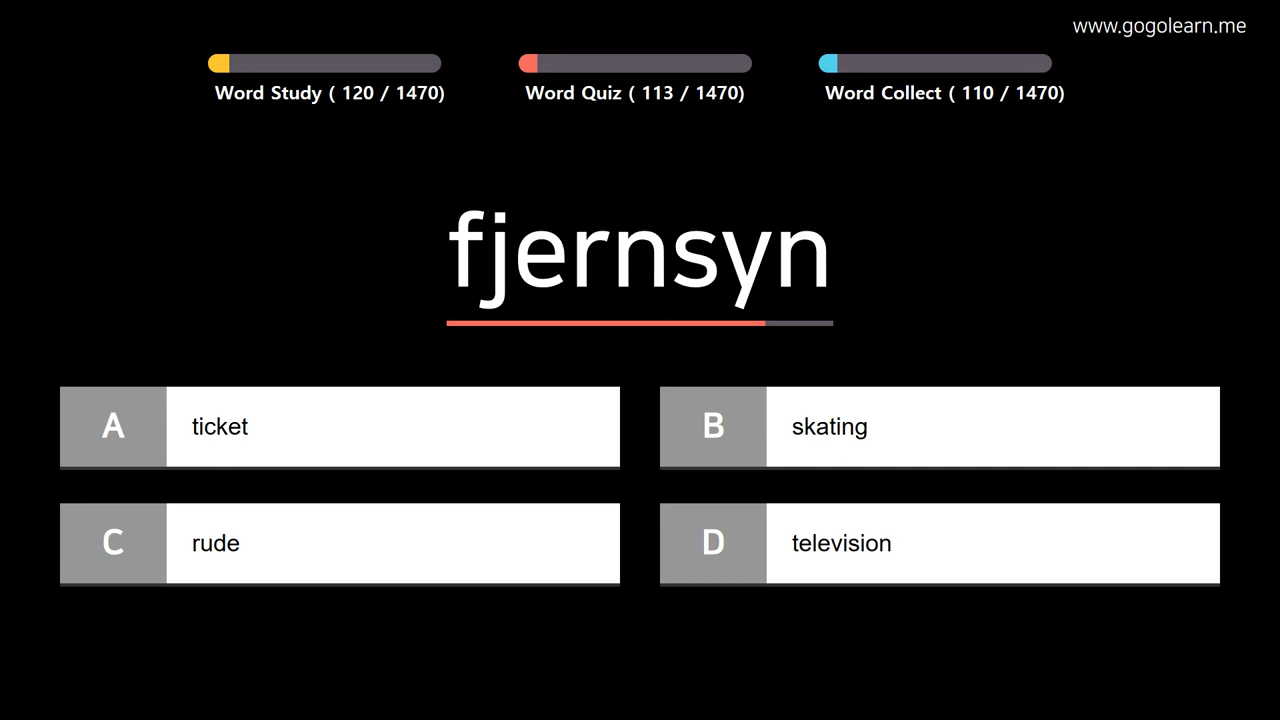 www.gogolearn.me
Word Study ( 120 / 1470)
Word Quiz ( 113 / 1470)
Word Collect ( 110 / 1470)
fjernsyn
A ticket
B skating
C rude
D television